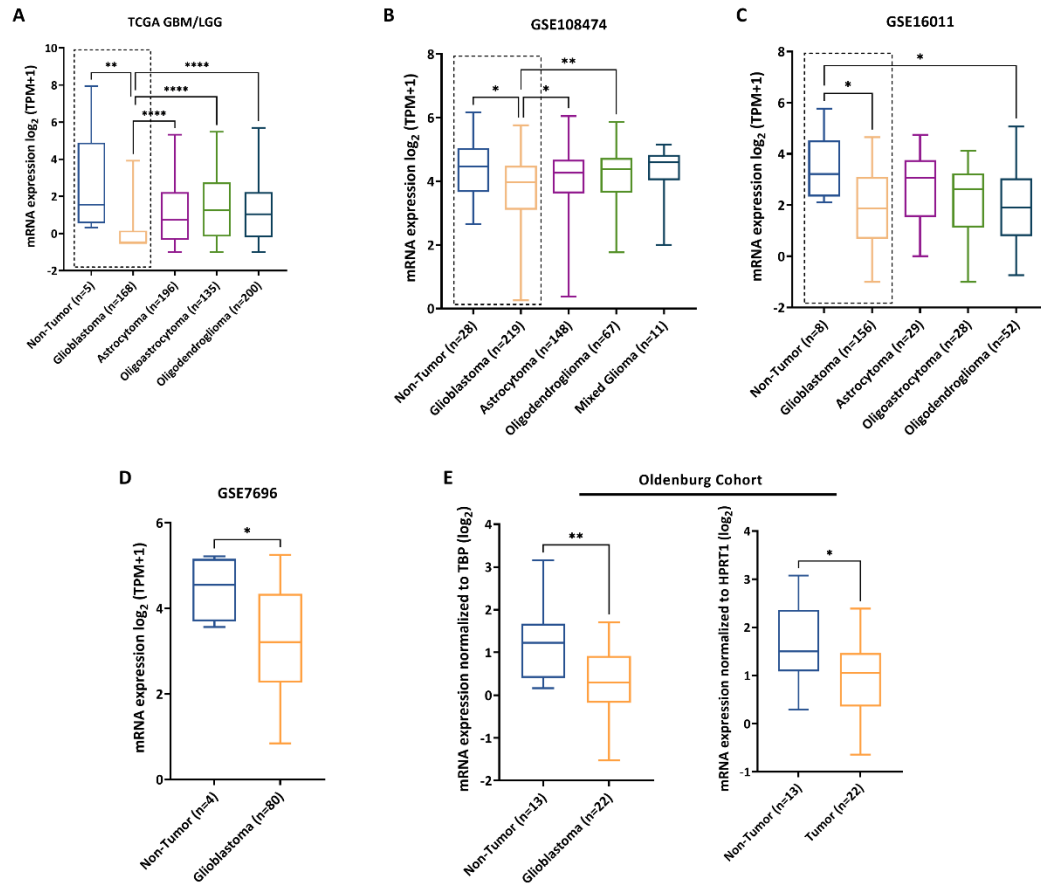 A
TCGA GBM/LGG
mRNA expression log2 (TPM+1)
10
8
6
4
2
0
-2
**
****
****
****
Non-Tumor (n=5)
Glioblastoma (n=168)
Astrocytoma (n=196)
Oligoastrocytoma (n=135)
Oligodendroglioma (n=200)
B
GSE108474
mRNA expression log2 (TPM+1)
8
6
4
2
0
*
**
*
Non-Tumor (n=28)
Glioblastoma (n=219)
Astrocytoma (n=148)
Oligodendroglioma (n=67)
Mixed Glioma (n=11)
C
GSE16011
mRNA expression log2 (TPM+1)
8
6
4
2
0
-2
*
*
Non-Tumor (n=8)
Glioblastoma (n=156)
Astrocytoma (n=29)
Oligoastrocytoma (n=28)
Oligodendroglioma (n=52)
D
GSE7696
mRNA expression log2 (TPM+1)
6
4
2
0
*
Non-Tumor (n=4)
Glioblastoma (n=80)
E
Oldenburg Cohort
mRNA expression normalized to TBP (log2)
4
3
2
1
0
-1
-2
**
Non-Tumor (n=13)
Glioblastoma (n=22)
mRNA expression normalized to HPRT1 (log2)
4
3
2
1
0
-1
*
Non-Tumor (n=13)
Tumor (n=22)